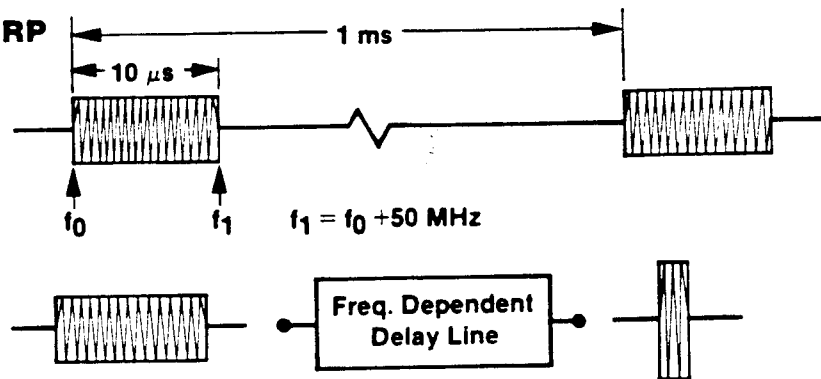 RP
1 ms
10 μs
f0 f1 f1 = f0 +50 MHz
Freq. Dependent
Delay Line